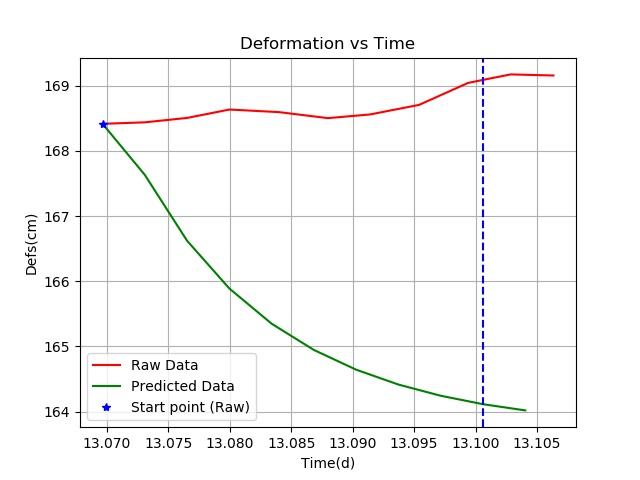 Deformation vs Time
Defs(cm)
169
168
167
166
165
164
Raw Data
Predicted Data
Start point (Raw)
13.070 13.075 13.080 13.085 13.090 13.095 13.100 13.105
Time(d)